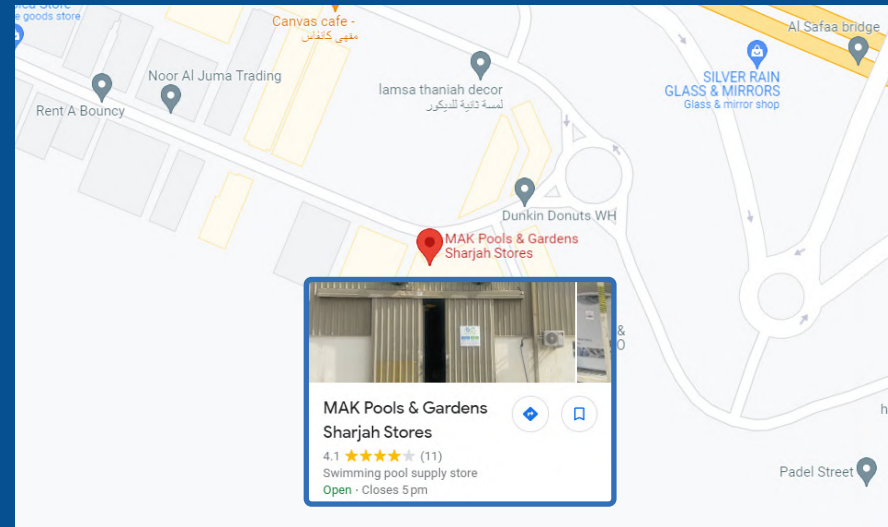 e goods store
Canvas cafe -
مقهى كانفاس
Al Safaa bridge
Noor Al Juma Trading
Rent A Bouncy
lamsa thaniah decor
لمسة ثانية للديكور
SILVER RAIN
GLASS & MIRRORS
Glass & mirror shop
Dunkin Donuts WH
MAK Pools & Gardens
Sharjah Stores
&
O
MAK Pools & Gardens
Sharjah Stores
4.1 (11)
Swimming pool supply store
Open · Closes 5 pm
h
Padel Street